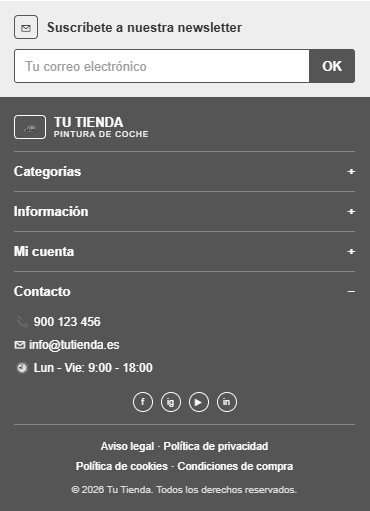 Suscríbete a nuestra newsletter
Tu correo electrónico
OK
TU TIENDA
PINTURA DE COCHE
Categorías +
Información +
Mi cuenta +
Contacto −
900 123 456
info@tutienda.es
Lun - Vie: 9:00 - 18:00
f ig ▶ in
Aviso legal · Política de privacidad
Política de cookies · Condiciones de compra
© 2026 Tu Tienda. Todos los derechos reservados.